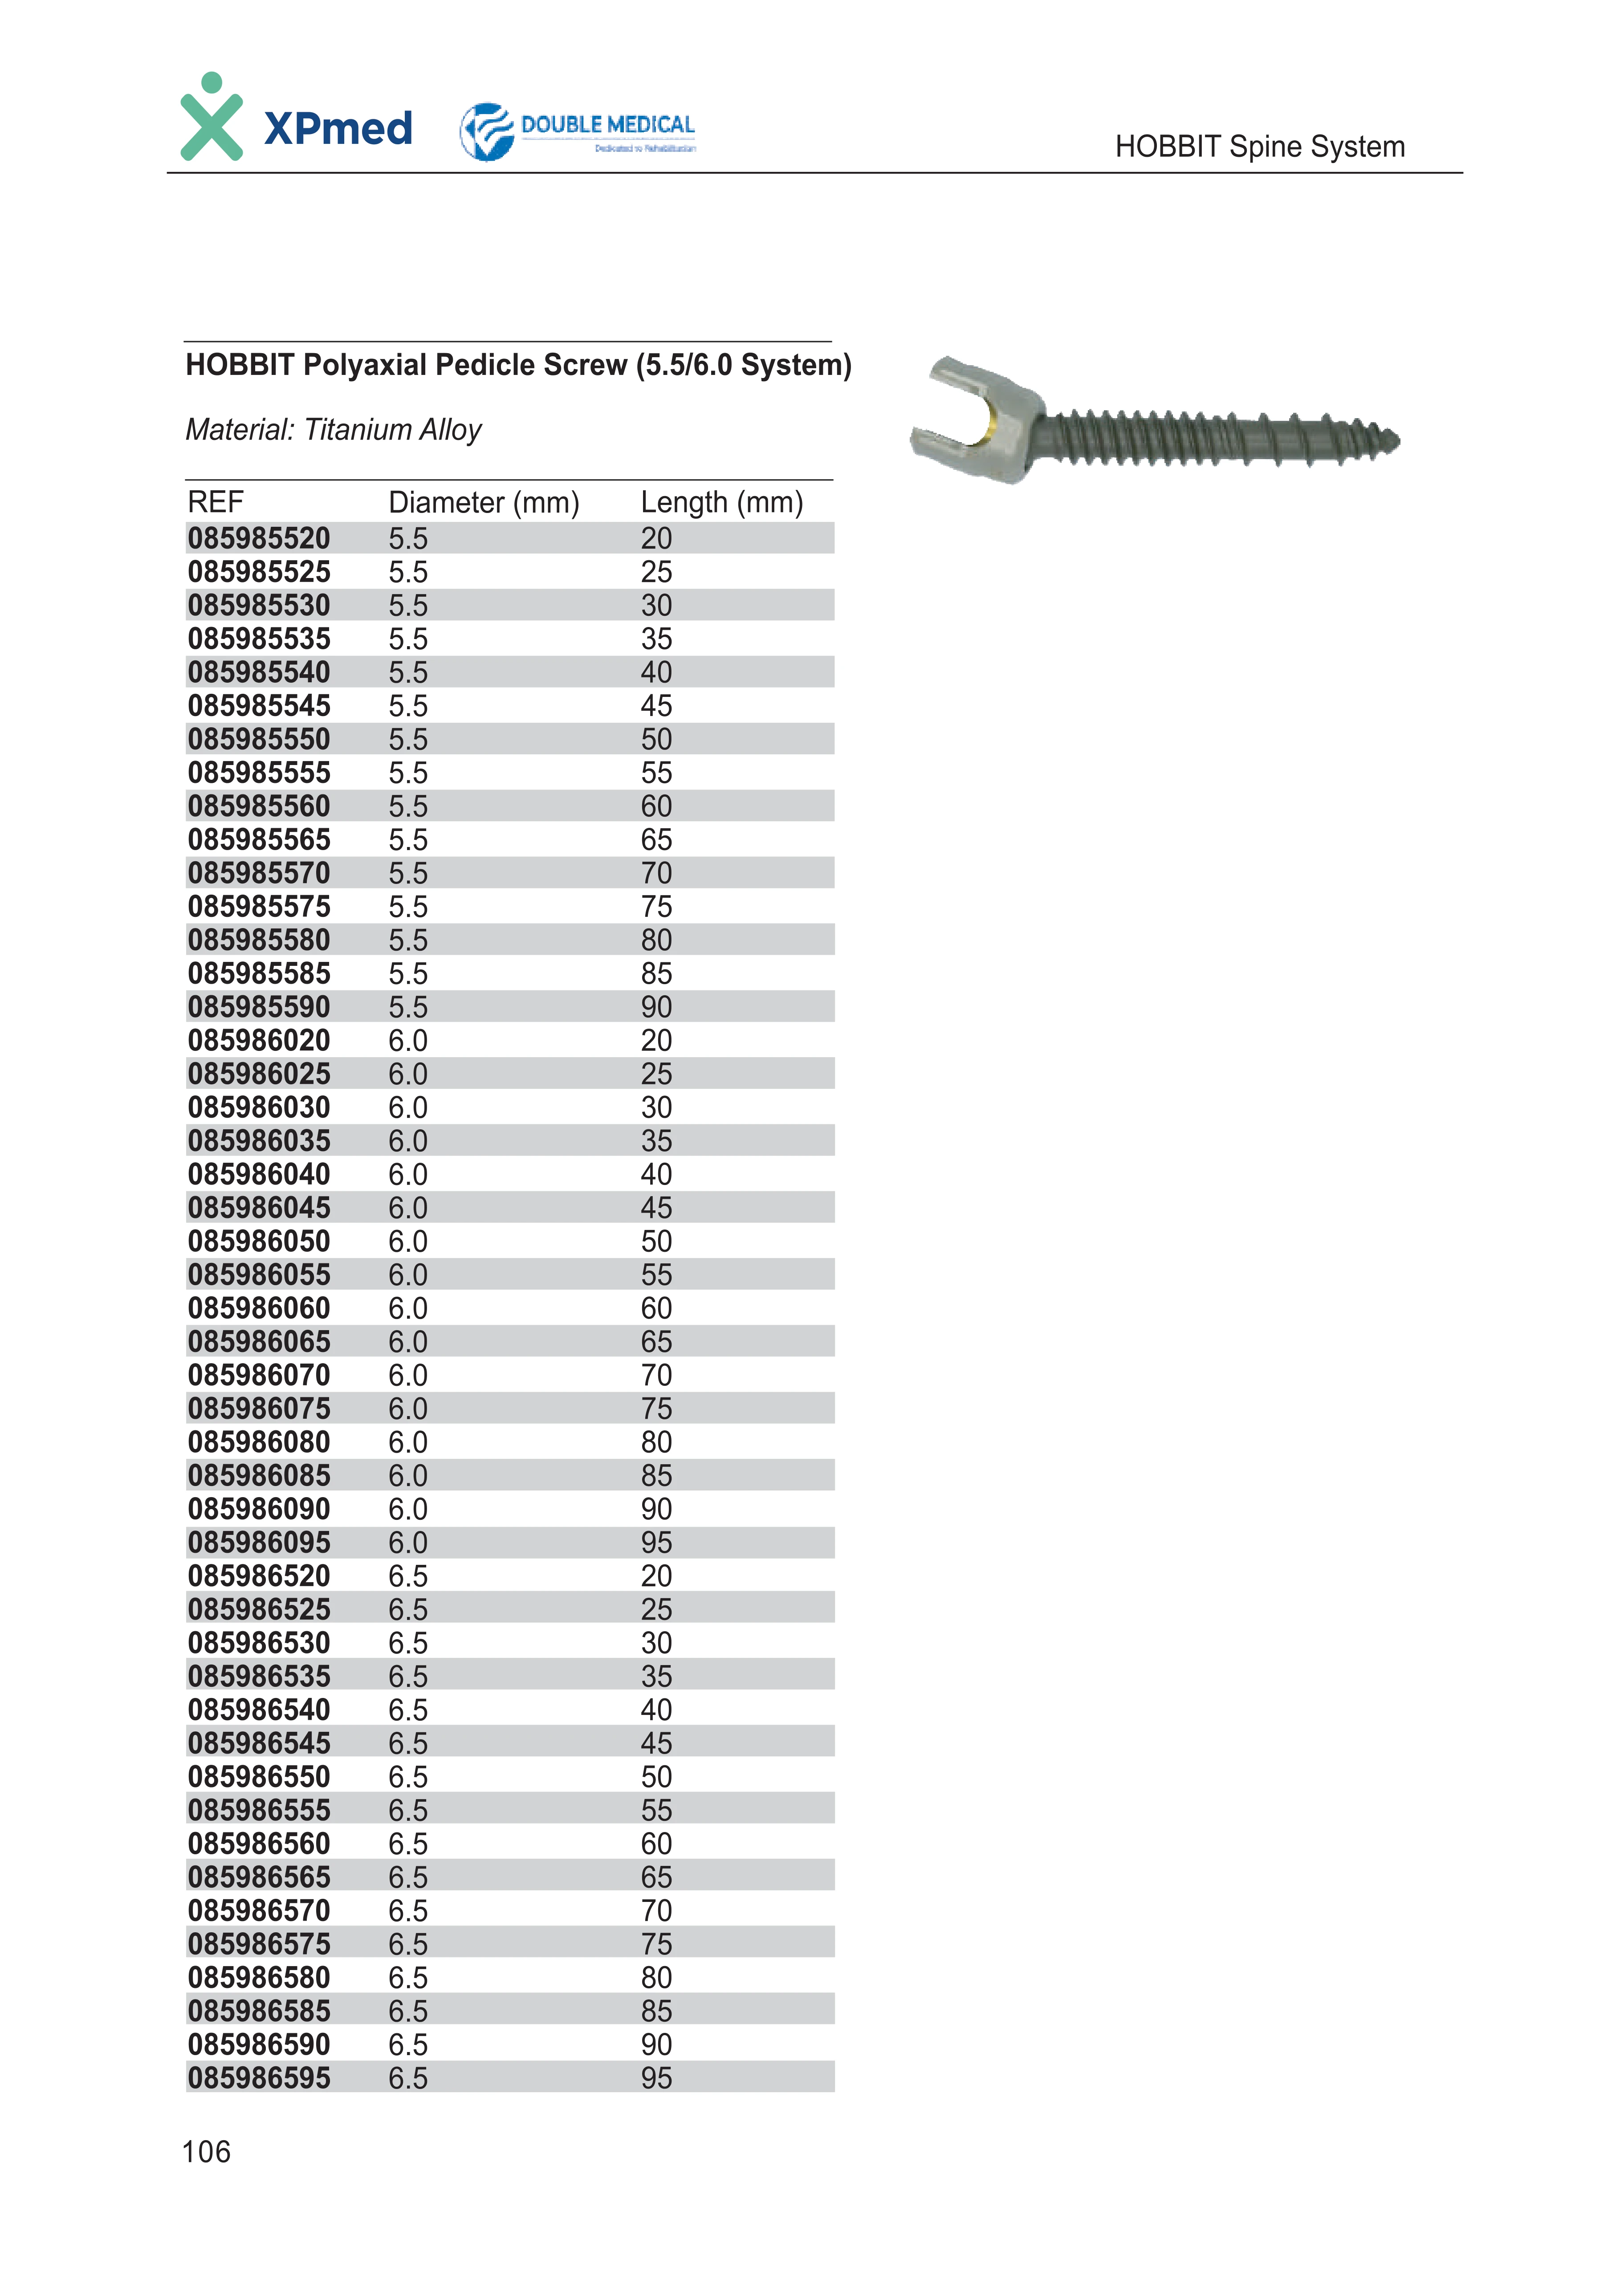 XPmed
DOUBLE MEDICAL
Dedicated to Rehabilitation
HOBBIT Spine System
HOBBIT Polyaxial Pedicle Screw (5.5/6.0 System)
Material: Titanium Alloy
REF Diameter (mm) Length (mm)
085985520 5.5 20
085985525 5.5 25
085985530 5.5 30
085985535 5.5 35
085985540 5.5 40
085985545 5.5 45
085985550 5.5 50
085985555 5.5 55
085985560 5.5 60
085985565 5.5 65
085985570 5.5 70
085985575 5.5 75
085985580 5.5 80
085985585 5.5 85
085985590 5.5 90
085986020 6.0 20
085986025 6.0 25
085986030 6.0 30
085986035 6.0 35
085986040 6.0 40
085986045 6.0 45
085986050 6.0 50
085986055 6.0 55
085986060 6.0 60
085986065 6.0 65
085986070 6.0 70
085986075 6.0 75
085986080 6.0 80
085986085 6.0 85
085986090 6.0 90
085986095 6.0 95
085986520 6.5 20
085986525 6.5 25
085986530 6.5 30
085986535 6.5 35
085986540 6.5 40
085986545 6.5 45
085986550 6.5 50
085986555 6.5 55
085986560 6.5 60
085986565 6.5 65
085986570 6.5 70
085986575 6.5 75
085986580 6.5 80
085986585 6.5 85
085986590 6.5 90
085986595 6.5 95
106